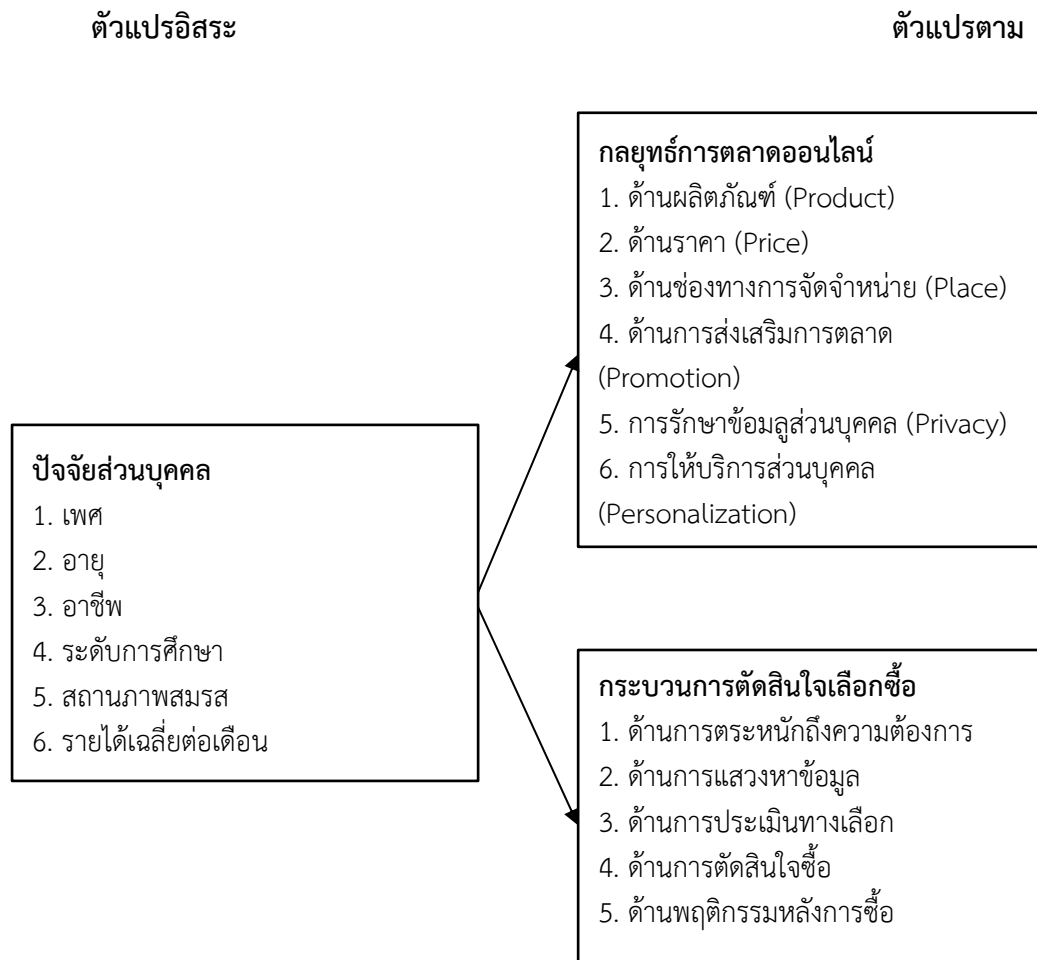 ตัวแปรอิสระ
ตัวแปรตาม
กลยุทธ์การตลาดออนไลน์
1. ด้านผลิตภัณฑ์ (Product)
2. ด้านราคา (Price)
3. ด้านช่องทางการจัดจำหน่าย (Place)
4. ด้านการส่งเสริมการตลาด
(Promotion)
5. การรักษาข้อมลูส่วนบุคคล (Privacy)
6. การให้บริการส่วนบุคคล
(Personalization)
ปัจจัยส่วนบุคคล
1. เพศ
2. อายุ
3. อาชีพ
4. ระดับการศึกษา
5. สถานภาพสมรส
6. รายได้เฉลี่ยต่อเดือน
กระบวนการตัดสินใจเลือกซื้อ
1. ด้านการตระหนักถึงความต้องการ
2. ด้านการแสวงหาข้อมูล
3. ด้านการประเมินทางเลือก
4. ด้านการตัดสินใจซื้อ
5. ด้านพฤติกรรมหลังการซื้อ